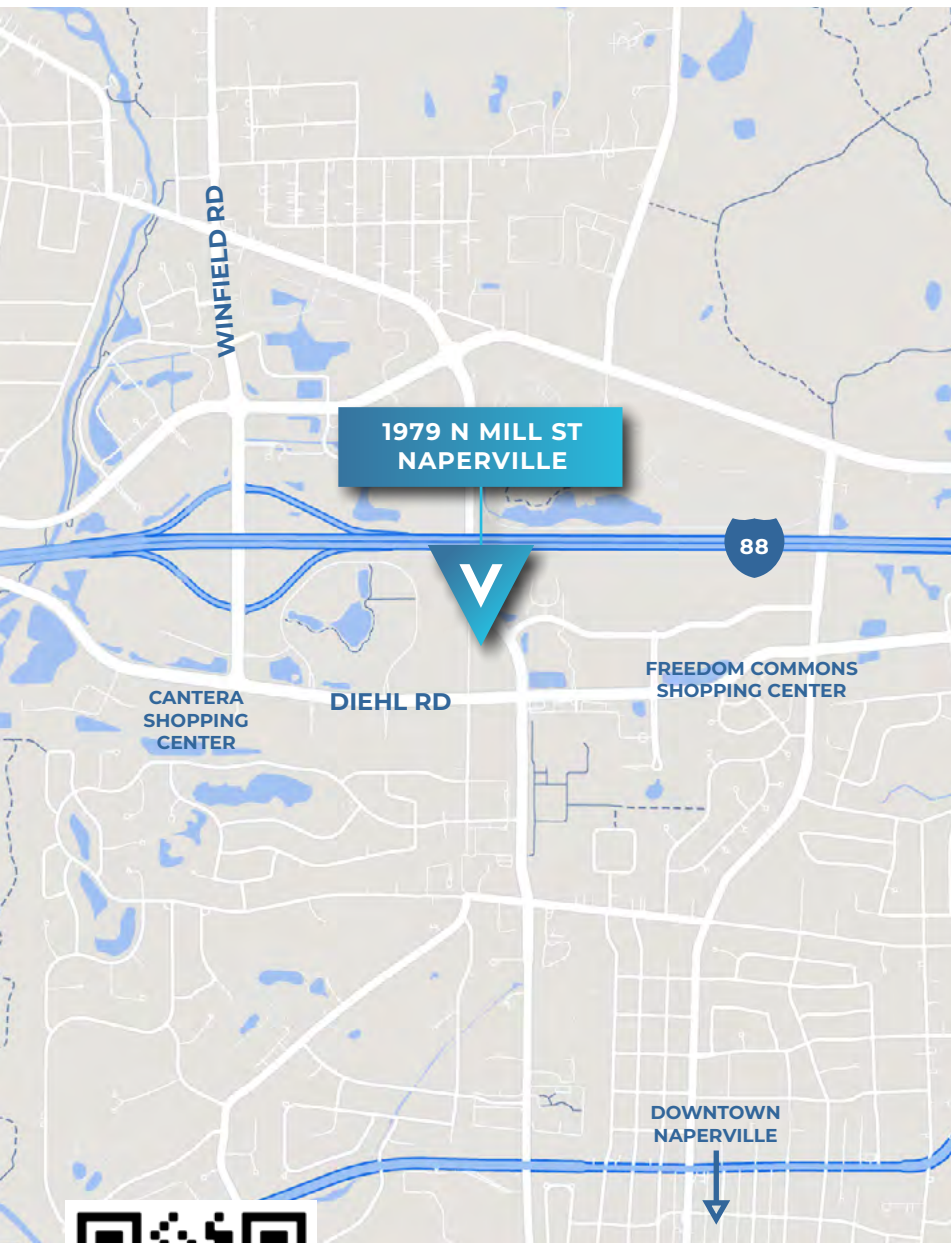 WINFIELD RD
1979 N MILL ST
NAPERVILLE
88
V
FREEDOM COMMONS
SHOPPING CENTER
CANTERA
SHOPPING
CENTER
DIEHL RD
DOWNTOWN
NAPERVILLE